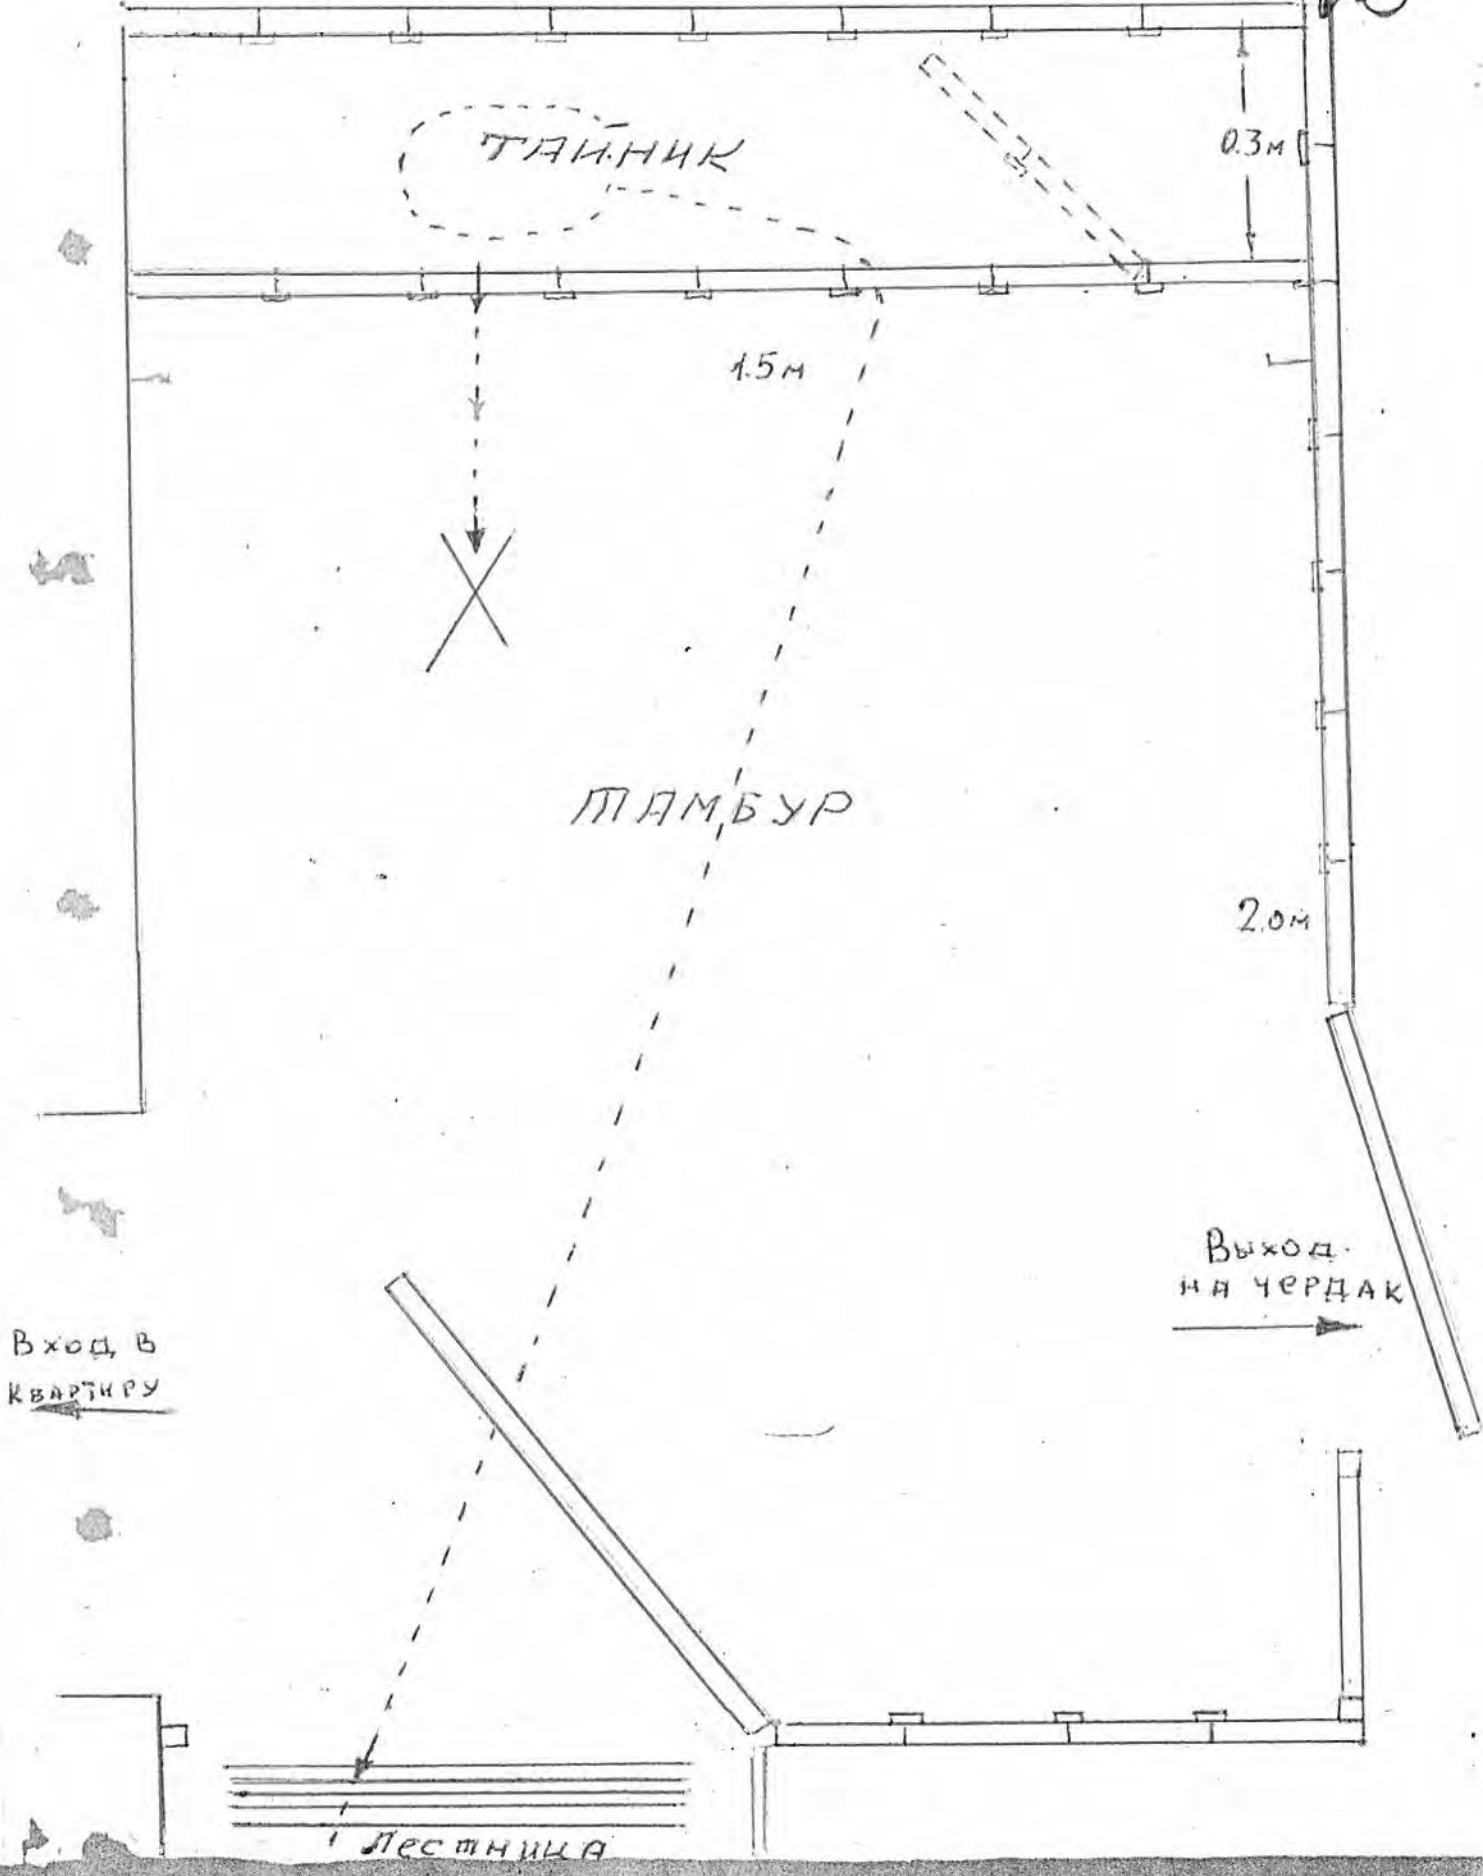 ТАЙНИК
0.3м
1.5м
ТАМБУР
2.0м
Выход
на чердак
Вход в
квартиру
Лестница